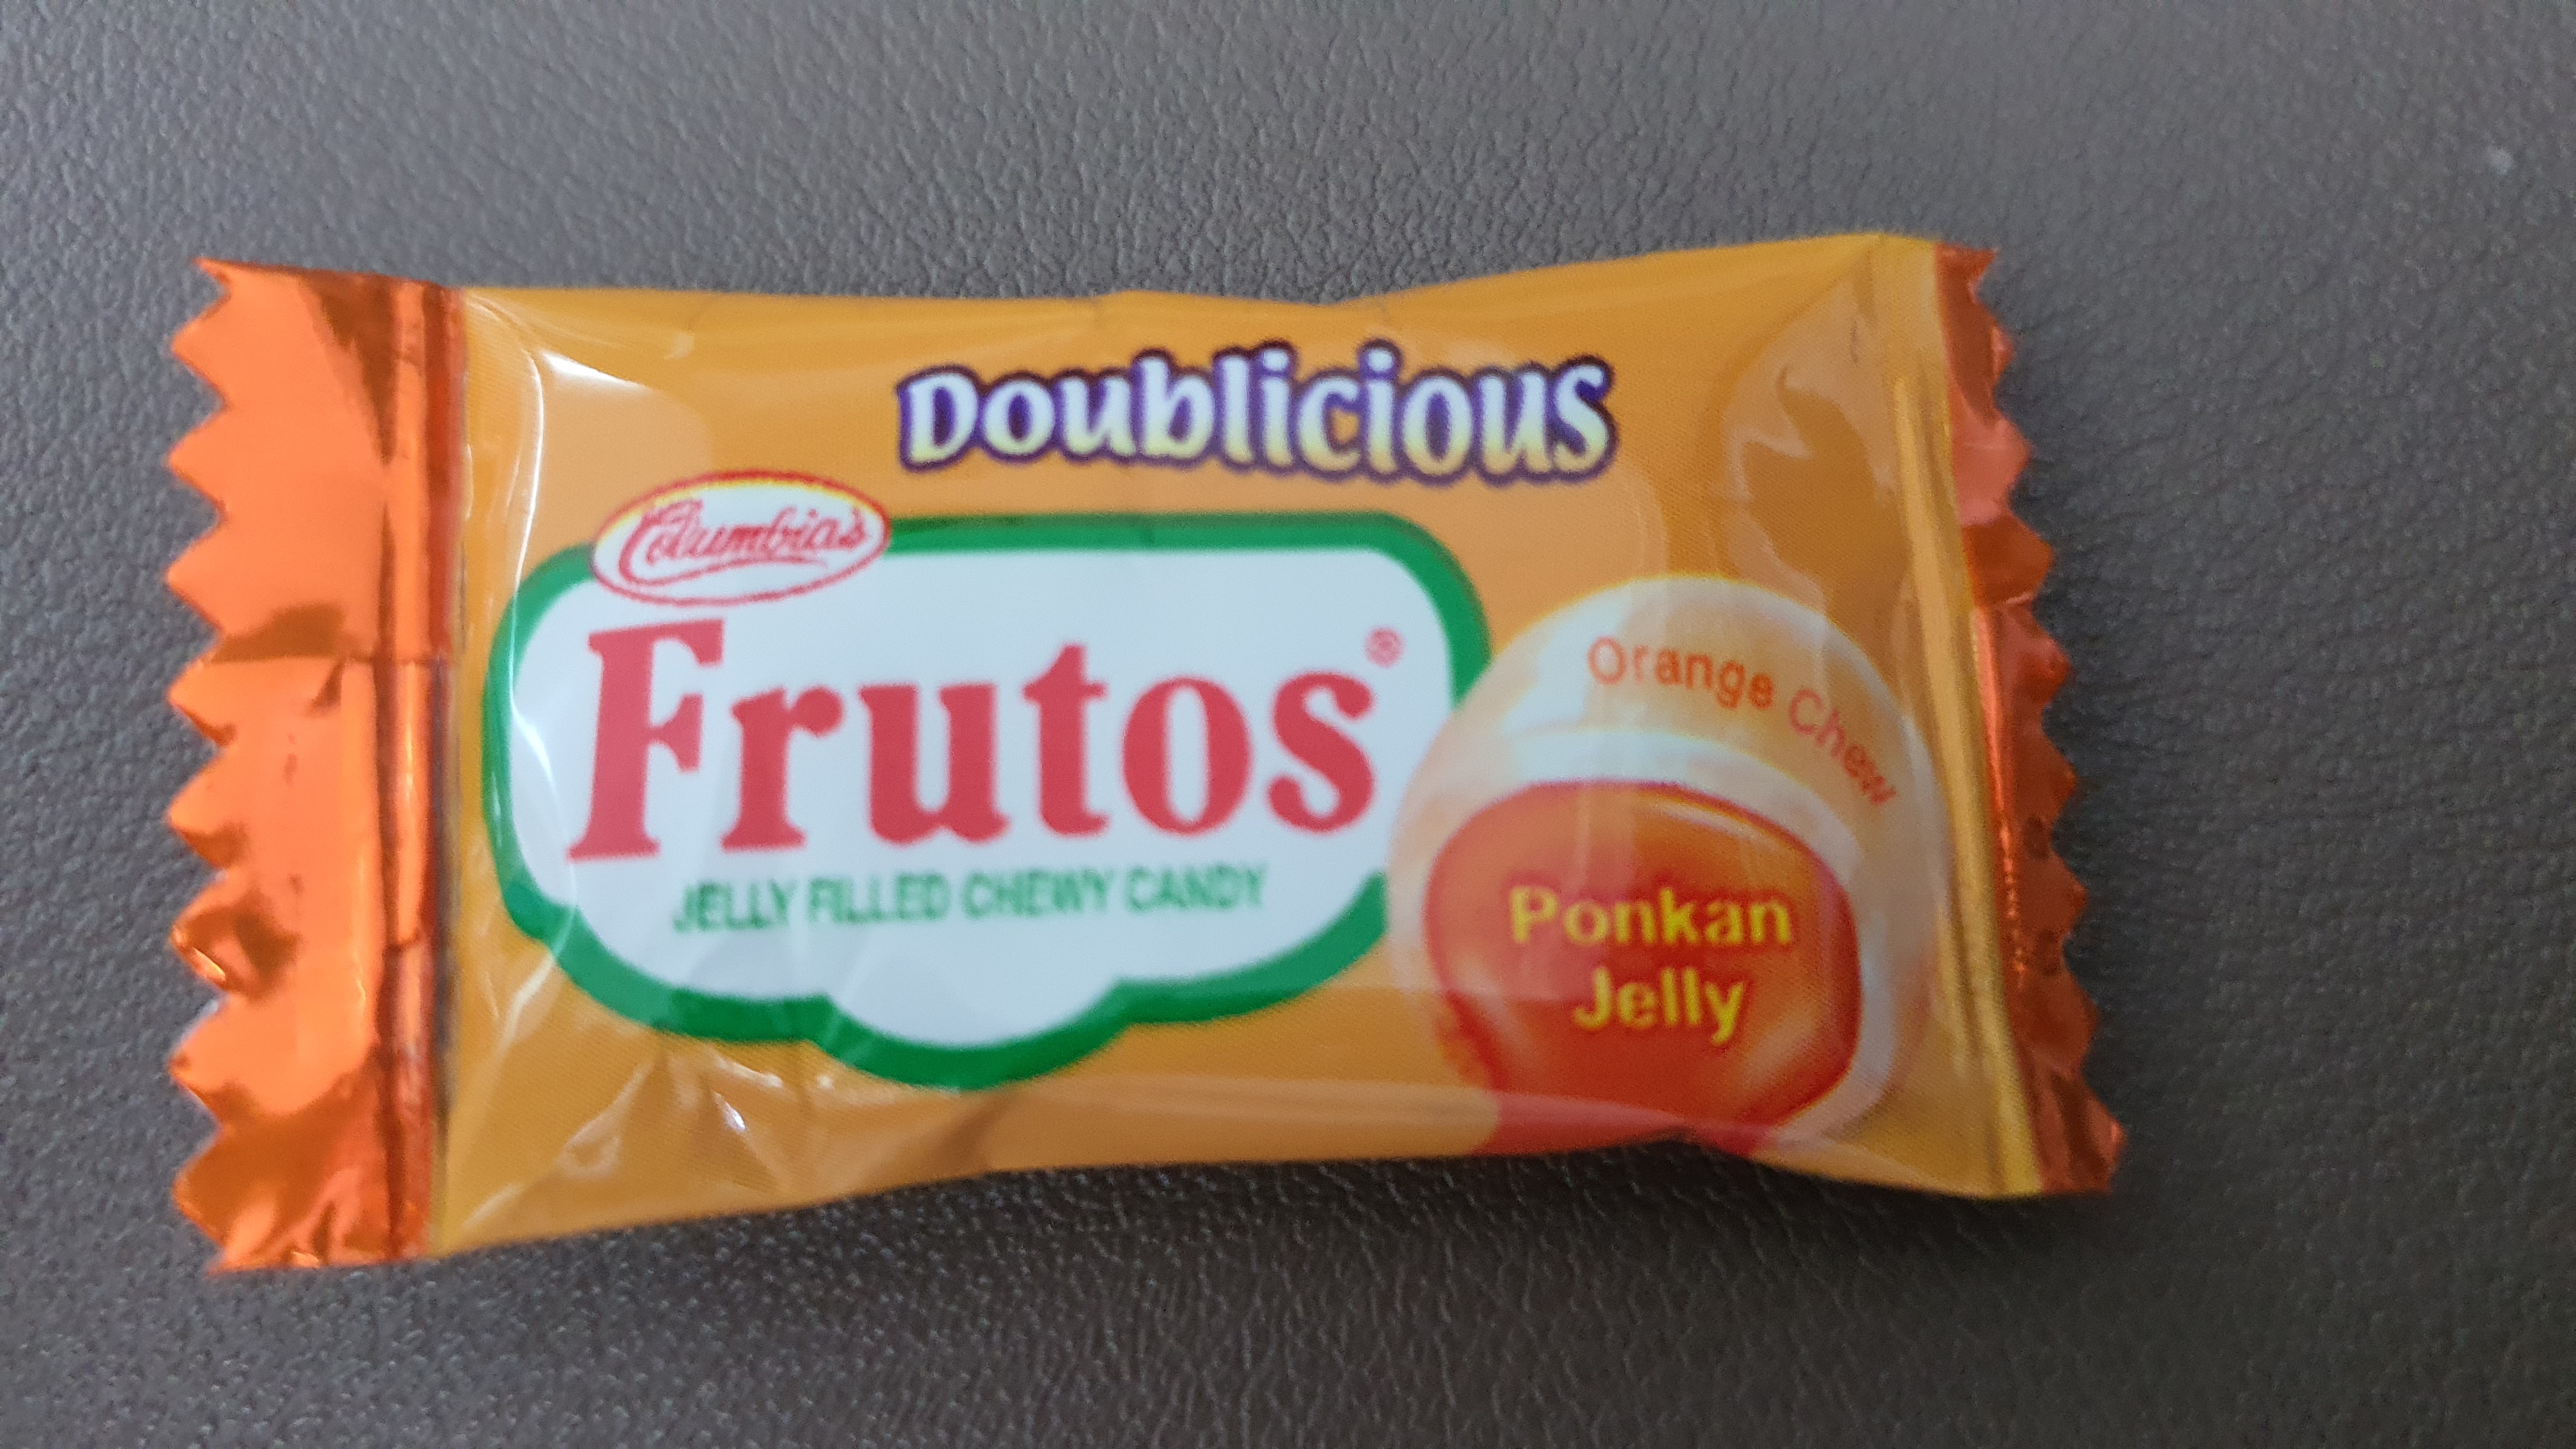 Doublicious
Columbia's
Frutos®
JELLY FILLED CHEWY CANDY
Orange Chew
Ponkan
Jelly